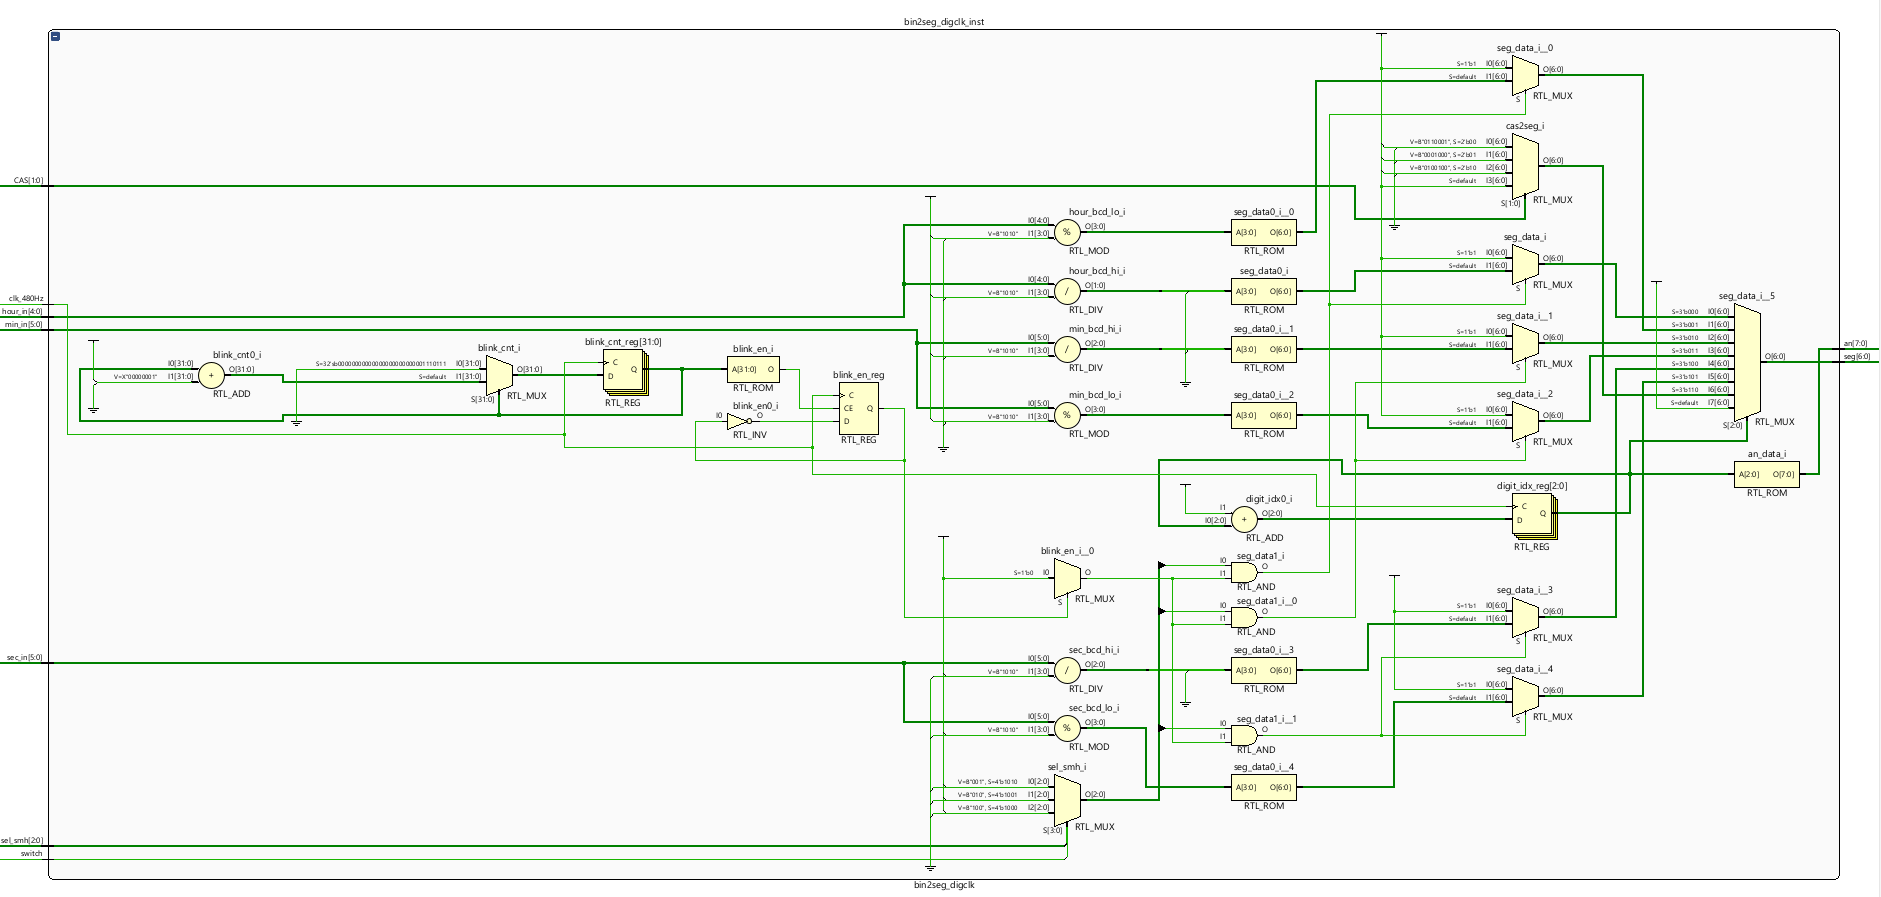 bin2seg_digclk_inst
seg_data_i__0
S=1'b1 I0[6:0]
S=default I1[6:0]
O[6:0]
S
RTL_MUX
cas2seg_i
V=B"0110001", S=2'b00 I0[6:0]
V=B"0001000", S=2'b01 I1[6:0]
V=B"0100100", S=2'b10 I2[6:0]
S=default I3[6:0]
O[6:0]
S[1:0]
RTL_MUX
CAS[1:0]
hour_bcd_lo_i
I0[4:0]
V=B"1010" I1[3:0]
%
O[3:0]
RTL_MOD
seg_data0_i__0
A[3:0] O[6:0]
RTL_ROM
seg_data_i
S=1'b1 I0[6:0]
S=default I1[6:0]
O[6:0]
S
RTL_MUX
hour_bcd_hi_i
I0[4:0]
V=B"1010" I1[3:0]
/
O[1:0]
RTL_DIV
seg_data0_i
A[3:0] O[6:0]
RTL_ROM
clk_480Hz
hour_in[4:0]
min_in[5:0]
seg_data_i__5
S=3'b000 I0[6:0]
S=3'b001 I1[6:0]
S=3'b010 I2[6:0]
S=3'b011 I3[6:0]
S=3'b100 I4[6:0]
S=3'b101 I5[6:0]
S=3'b110 I6[6:0]
S=default I7[6:0]
O[6:0]
S[2:0]
RTL_MUX
an[7:0]
seg[6:0]
min_bcd_hi_i
I0[5:0]
V=B"1010" I1[3:0]
/
O[2:0]
RTL_DIV
seg_data0_i__1
A[3:0] O[6:0]
RTL_ROM
seg_data_i__1
S=1'b1 I0[6:0]
S=default I1[6:0]
O[6:0]
S
RTL_MUX
blink_cnt0_i
I0[31:0]
V=X"00000001" I1[31:0]
+
O[31:0]
RTL_ADD
blink_cnt_i
S=32'b00000000000000000000000001110111 I0[31:0]
S=default I1[31:0]
O[31:0]
S[31:0]
RTL_MUX
blink_cnt_reg[31:0]
C
D
Q
RTL_REG
blink_en_i
A[31:0] O
RTL_ROM
blink_en0_i
I0
O
RTL_INV
blink_en_reg
C
CE
D
Q
RTL_REG
min_bcd_lo_i
I0[5:0]
V=B"1010" I1[3:0]
%
O[3:0]
RTL_MOD
seg_data0_i__2
A[3:0] O[6:0]
RTL_ROM
seg_data_i__2
S=1'b1 I0[6:0]
S=default I1[6:0]
O[6:0]
S
RTL_MUX
an_data_i
A[2:0] O[7:0]
RTL_ROM
digit_idx0_i
I1
I0[2:0]
+
O[2:0]
RTL_ADD
digit_idx_reg[2:0]
C
D
Q
RTL_REG
blink_en_i__0
S=1'b0 I0
O
S
RTL_MUX
seg_data1_i
I0
I1
O
RTL_AND
seg_data1_i__0
I0
I1
O
RTL_AND
seg_data_i__3
S=1'b1 I0[6:0]
S=default I1[6:0]
O[6:0]
S
RTL_MUX
sec_in[5:0]
sec_bcd_hi_i
I0[5:0]
V=B"1010" I1[3:0]
/
O[2:0]
RTL_DIV
seg_data0_i__3
A[3:0] O[6:0]
RTL_ROM
seg_data_i__4
S=1'b1 I0[6:0]
S=default I1[6:0]
O[6:0]
S
RTL_MUX
sec_bcd_lo_i
I0[5:0]
V=B"1010" I1[3:0]
%
O[3:0]
RTL_MOD
seg_data1_i__1
I0
I1
O
RTL_AND
sel_smh_i
V=B"001", S=4'b1010 I0[2:0]
V=B"010", S=4'b1001 I1[2:0]
V=B"100", S=4'b1000 I2[2:0]
O[2:0]
S[3:0]
RTL_MUX
seg_data0_i__4
A[3:0] O[6:0]
RTL_ROM
sel_smh[2:0]
switch
bin2seg_digclk